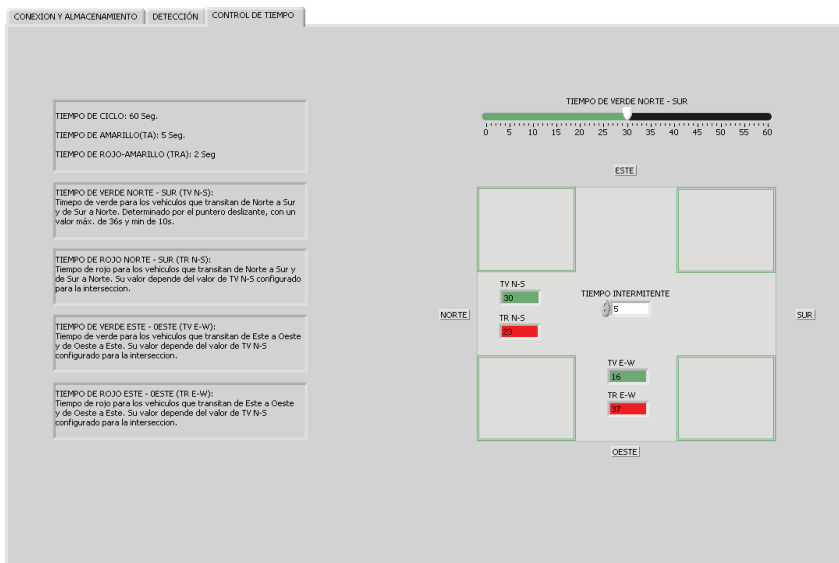 CONEXION Y ALMACENAMIENTO
DETECCIÓN
CONTROL DE TIEMPO
TIEMPO DE CICLO: 60 Seg.
TIEMPO DE AMARILLO(TA): 5 Seg.
TIEMPO DE ROJO-AMARILLO (TRA): 2 Seg
TIEMPO DE VERDE NORTE - SUR (TV N-S):
Timepo de verde para los vehiculos que transitan de Norte a Sur
y de Sur a Norte. Determinado por el puntero deslizante, con un
valor máx. de 36s y min de 10s.
TIEMPO DE ROJO NORTE - SUR (TR N-S):
Tiempo de rojo para los vehiculos que transitan de Norte a Sur y
de Sur a Norte. Su valor depende del valor de TV N-S configurado
para la interseccion.
TIEMPO DE VERDE ESTE - OESTE (TV E-W):
Tiempo de verde para los vehiculos que transitan de Este a Oeste
y de Oeste a Este. Su valor depende del valor de TV N-S
configurado para la interseccion.
TIEMPO DE ROJO ESTE - OESTE (TR E-W):
Tiempo de rojo para los vehiculos que transitan de Este a Oeste
y de Oeste a Este. Su valor depende del valor de TV N-S
configurado para la interseccion.
TIEMPO DE VERDE NORTE - SUR
0 5 10 15 20 25 30 35 40 45 50 55 60
ESTE
TV N-S
30
TIEMPO INTERMITENTE
5
NORTE
TR N-S
23
SUR
TV E-W
16
TR E-W
37
OESTE